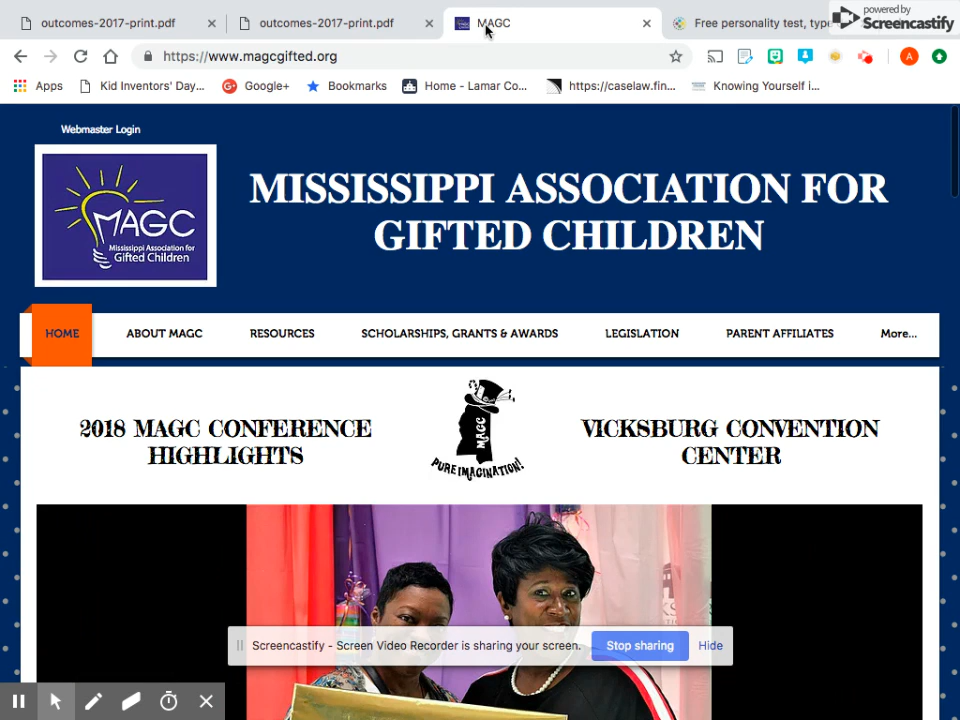 outcomes-2017-print.pdf
outcomes-2017-print.pdf
MAGC
Free personality test, type
powered by
Screencastify
https://www.magcgifted.org
A
Apps
Kid Inventors' Day...
Google+
Bookmarks
Home - Lamar Co...
https://caselaw.fin...
Knowing Yourself i...
Webmaster Login
MAGC
Mississippi Association for
Gifted Children
MISSISSIPPI ASSOCIATION FOR
GIFTED CHILDREN
HOME
ABOUT MAGC
RESOURCES
SCHOLARSHIPS, GRANTS & AWARDS
LEGISLATION
PARENT AFFILIATES
More...
2018 MAGC CONFERENCE
HIGHLIGHTS
MAGC
PURE IMAGINATION!
VICKSBURG CONVENTION
CENTER
Screencastify - Screen Video Recorder is sharing your screen.
Stop sharing
Hide